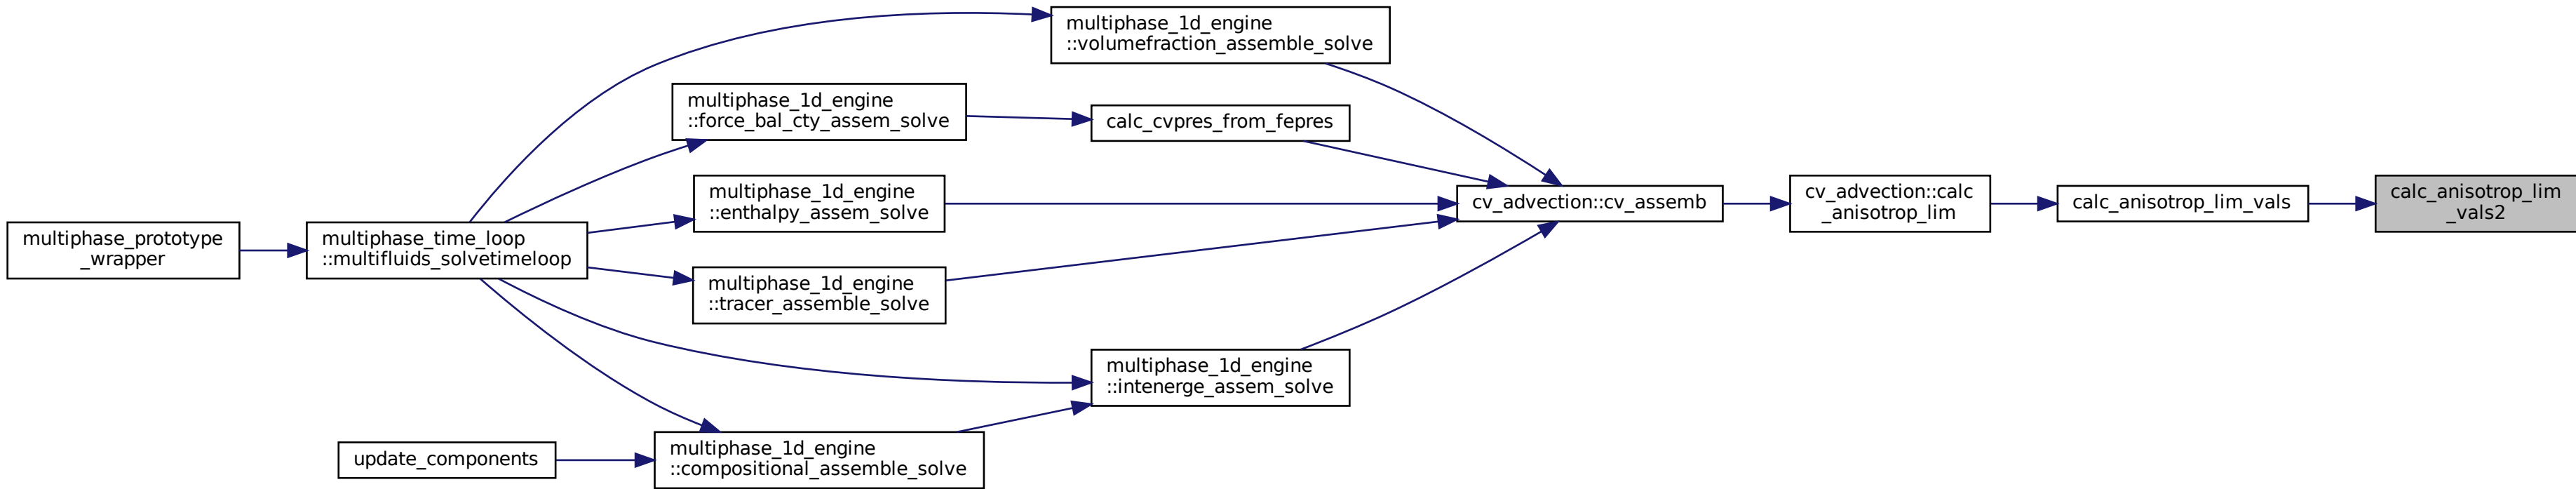 multiphase_prototype
_wrapper
multiphase_time_loop
::multifluids_solvetimeloop
update_components
multiphase_1d_engine
::volumefraction_assemble_solve
multiphase_1d_engine
::force_bal_cty_assem_solve
calc_cvpres_from_fepres
multiphase_1d_engine
::enthalpy_assem_solve
multiphase_1d_engine
::tracer_assemble_solve
multiphase_1d_engine
::intenerge_assem_solve
multiphase_1d_engine
::compositional_assemble_solve
cv_advection::cv_assemb
cv_advection::calc
_anisotrop_lim
calc_anisotrop_lim_vals
calc_anisotrop_lim
_vals2